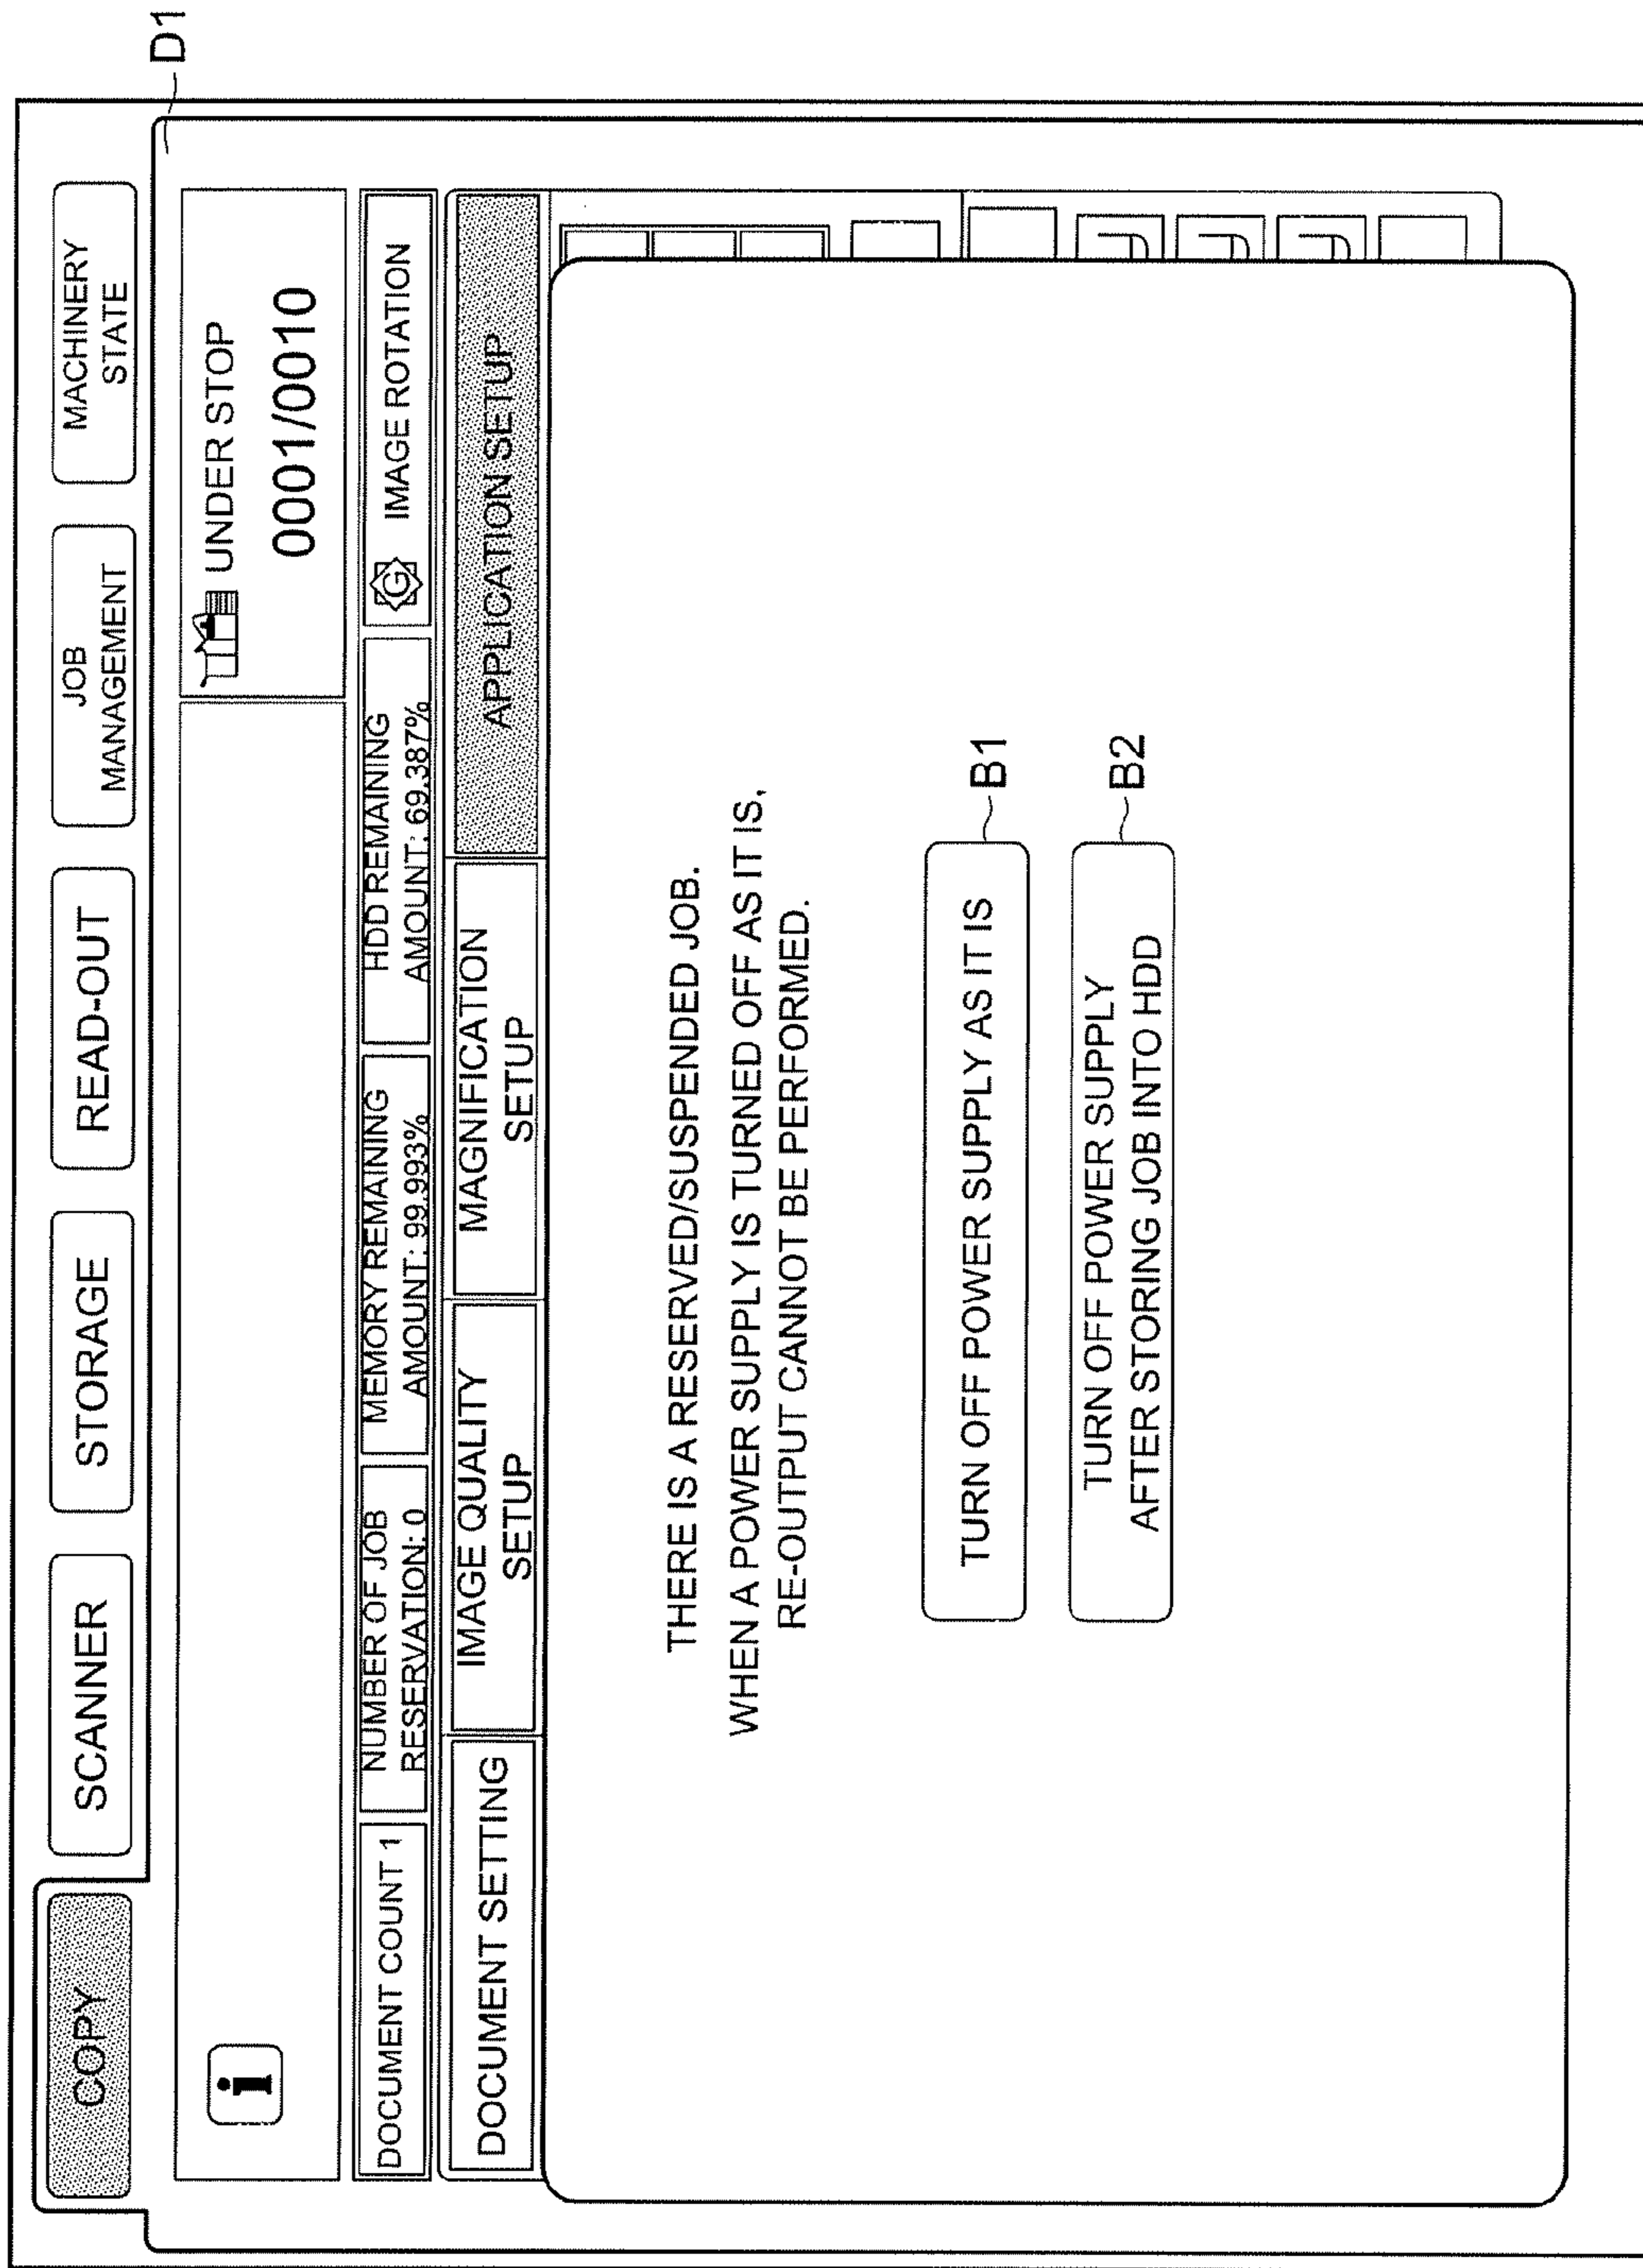 D1
COPY
SCANNER
STORAGE
READ-OUT
JOB
MANAGEMENT
MACHINERY
STATE
i
UNDER STOP
0001/0010
DOCUMENT COUNT 1
NUMBER OF JOB
RESERVATION: 0
MEMORY REMAINING
AMOUNT: 99.993%
HDD REMAINING
AMOUNT: 69.387%
G
IMAGE ROTATION
DOCUMENT SETTING
IMAGE QUALITY
SETUP
MAGNIFICATION
SETUP
APPLICATION SETUP
THERE IS A RESERVED/SUSPENDED JOB.
WHEN A POWER SUPPLY IS TURNED OFF AS IT IS,
RE-OUTPUT CANNOT BE PERFORMED.
TURN OFF POWER SUPPLY AS IT IS
B1
TURN OFF POWER SUPPLY
AFTER STORING JOB INTO HDD
B2